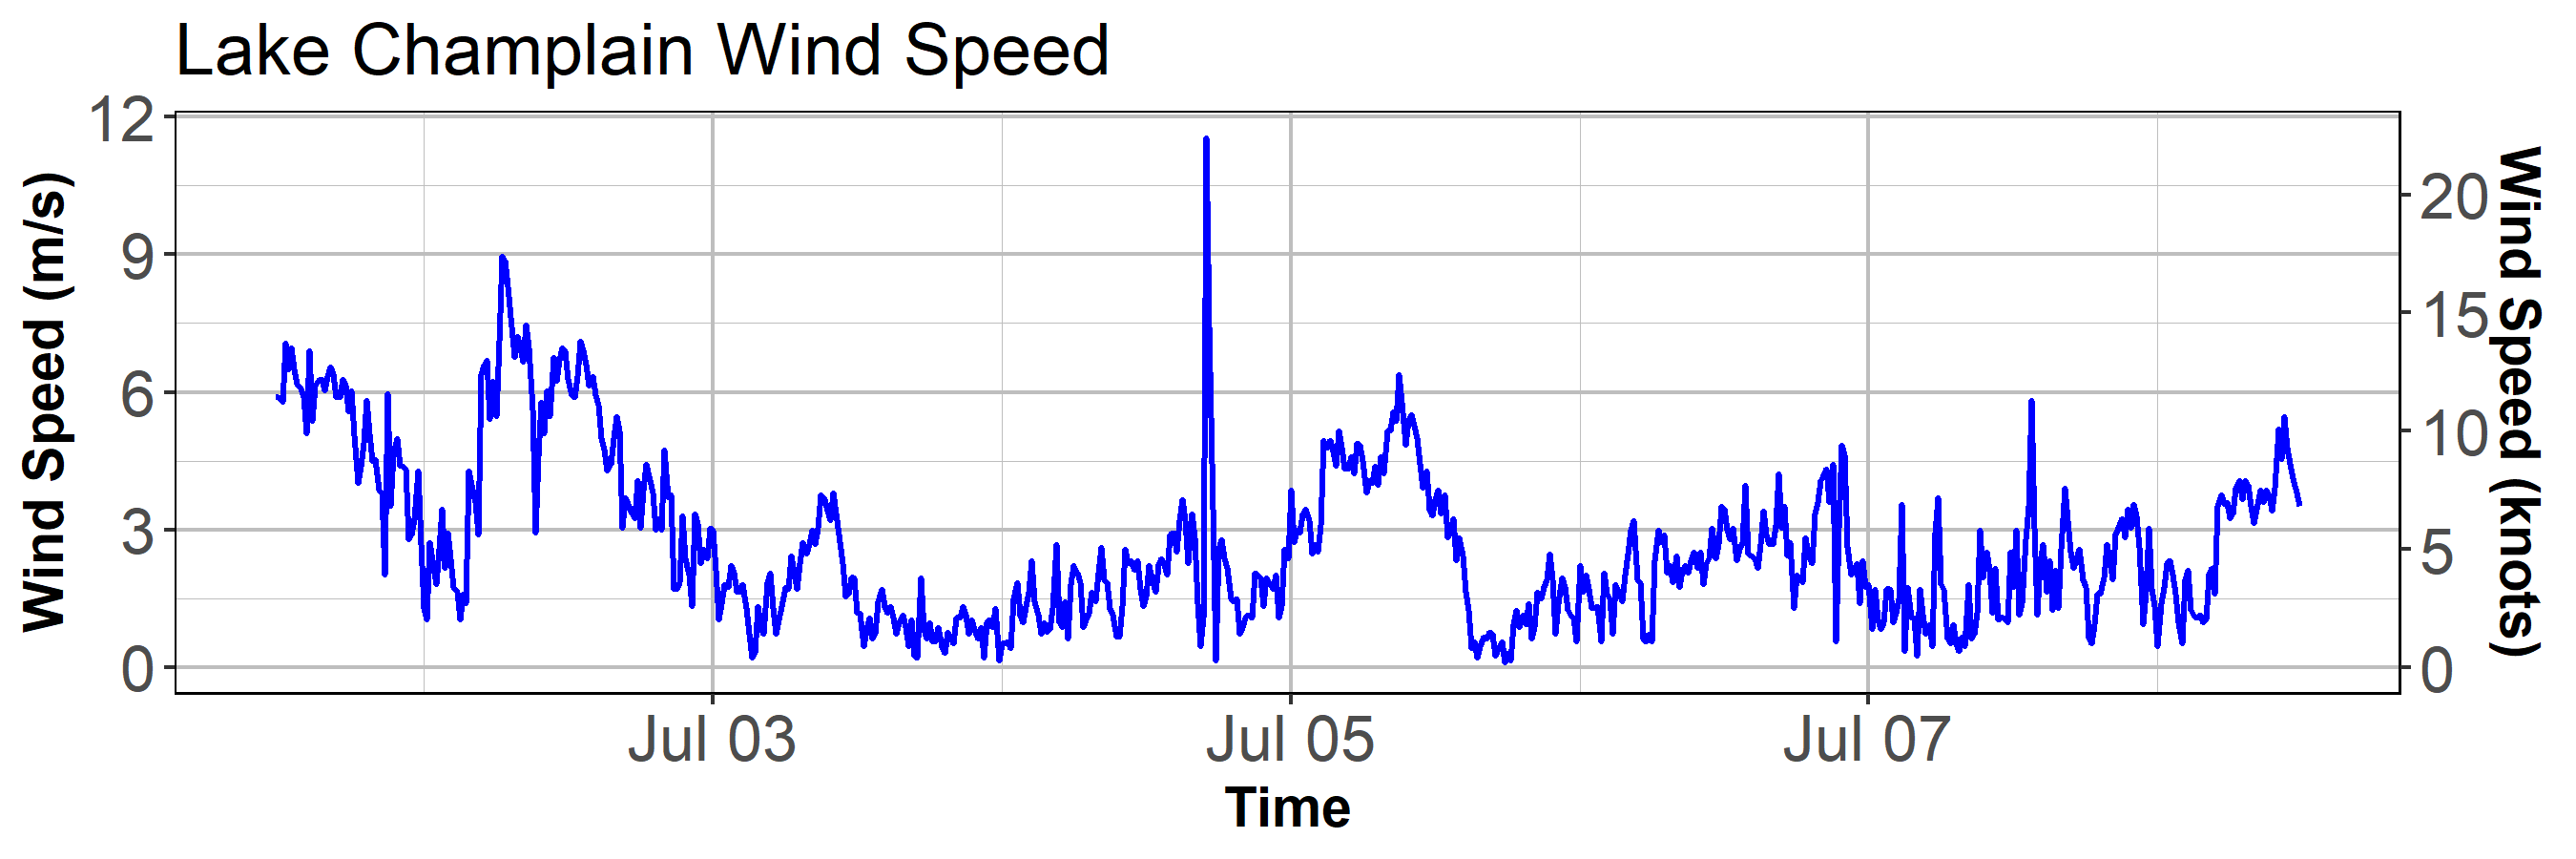 Lake Champlain Wind Speed
12
9
6
3
0
Wind Speed (m/s)
20
15
10
5
0
Wind Speed (knots)
Jul 03
Jul 05
Jul 07
Time